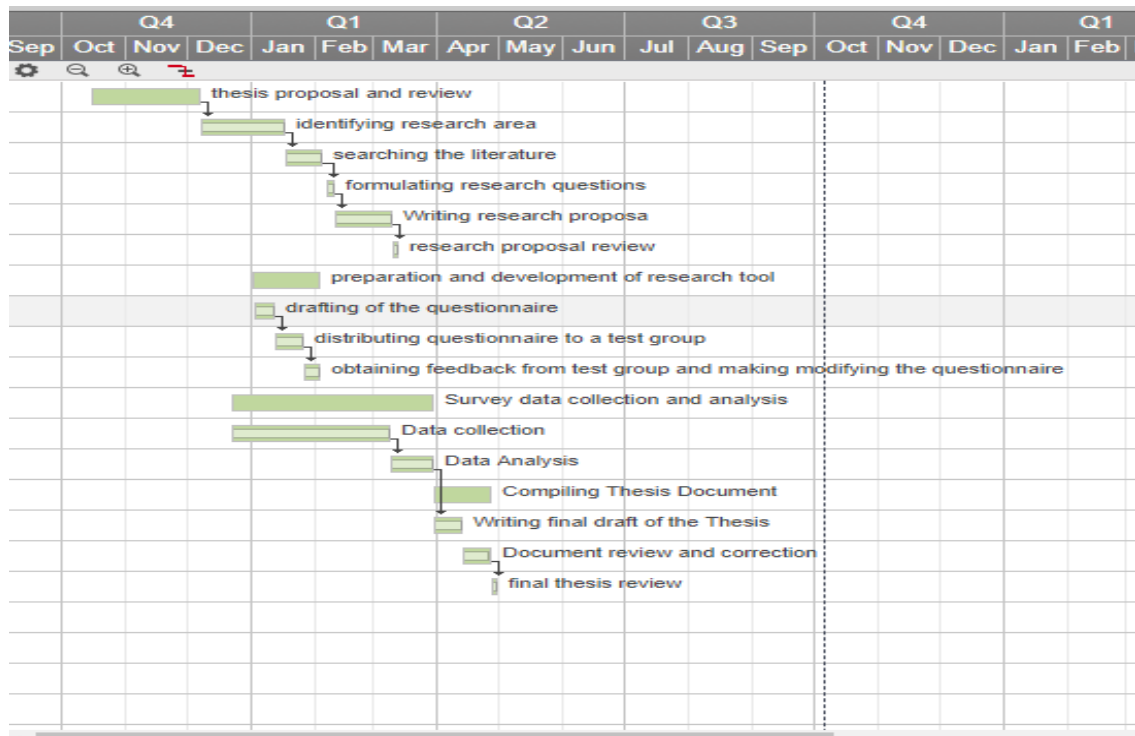 Q4 Q1 Q2 Q3 Q4 Q1
Sep Oct Nov Dec Jan Feb Mar Apr May Jun Jul Aug Sep Oct Nov Dec Jan Feb
thesis proposal and review
identifying research area
searching the literature
formulating research questions
Writing research proposa
research proposal review
preparation and development of research tool
drafting of the questionnaire
distributing questionnaire to a test group
obtaining feedback from test group and making modifying the questionnaire
Survey data collection and analysis
Data collection
Data Analysis
Compiling Thesis Document
Writing final draft of the Thesis
Document review and correction
final thesis review